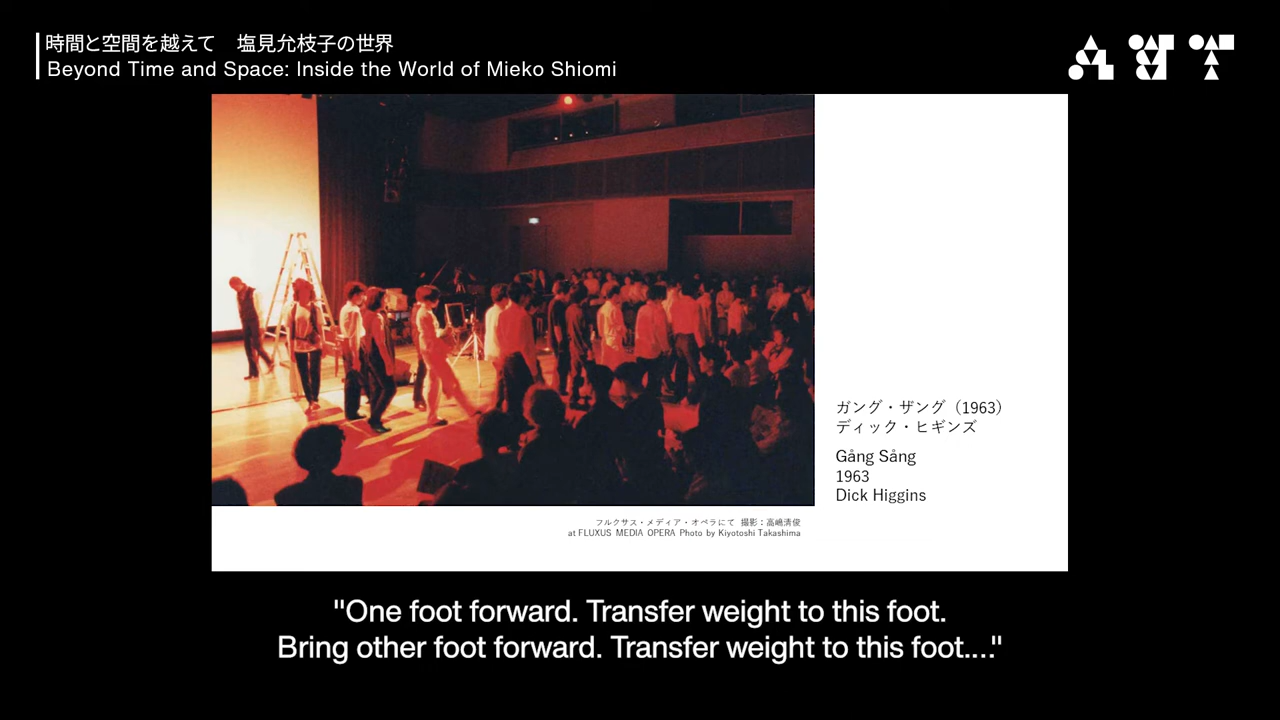 時間と空間を越えて　塩見允枝子の世界
Beyond Time and Space: Inside the World of Mieko Shiomi
ガング・ザング（1963）
ディック・ヒギンズ
Gång Sång
1963
Dick Higgins
フルクサス・メディア・オペラにて 撮影：高嶋清俊
at FLUXUS MEDIA OPERA Photo by Kiyotoshi Takashima
"One foot forward. Transfer weight to this foot.
Bring other foot forward. Transfer weight to this foot...."